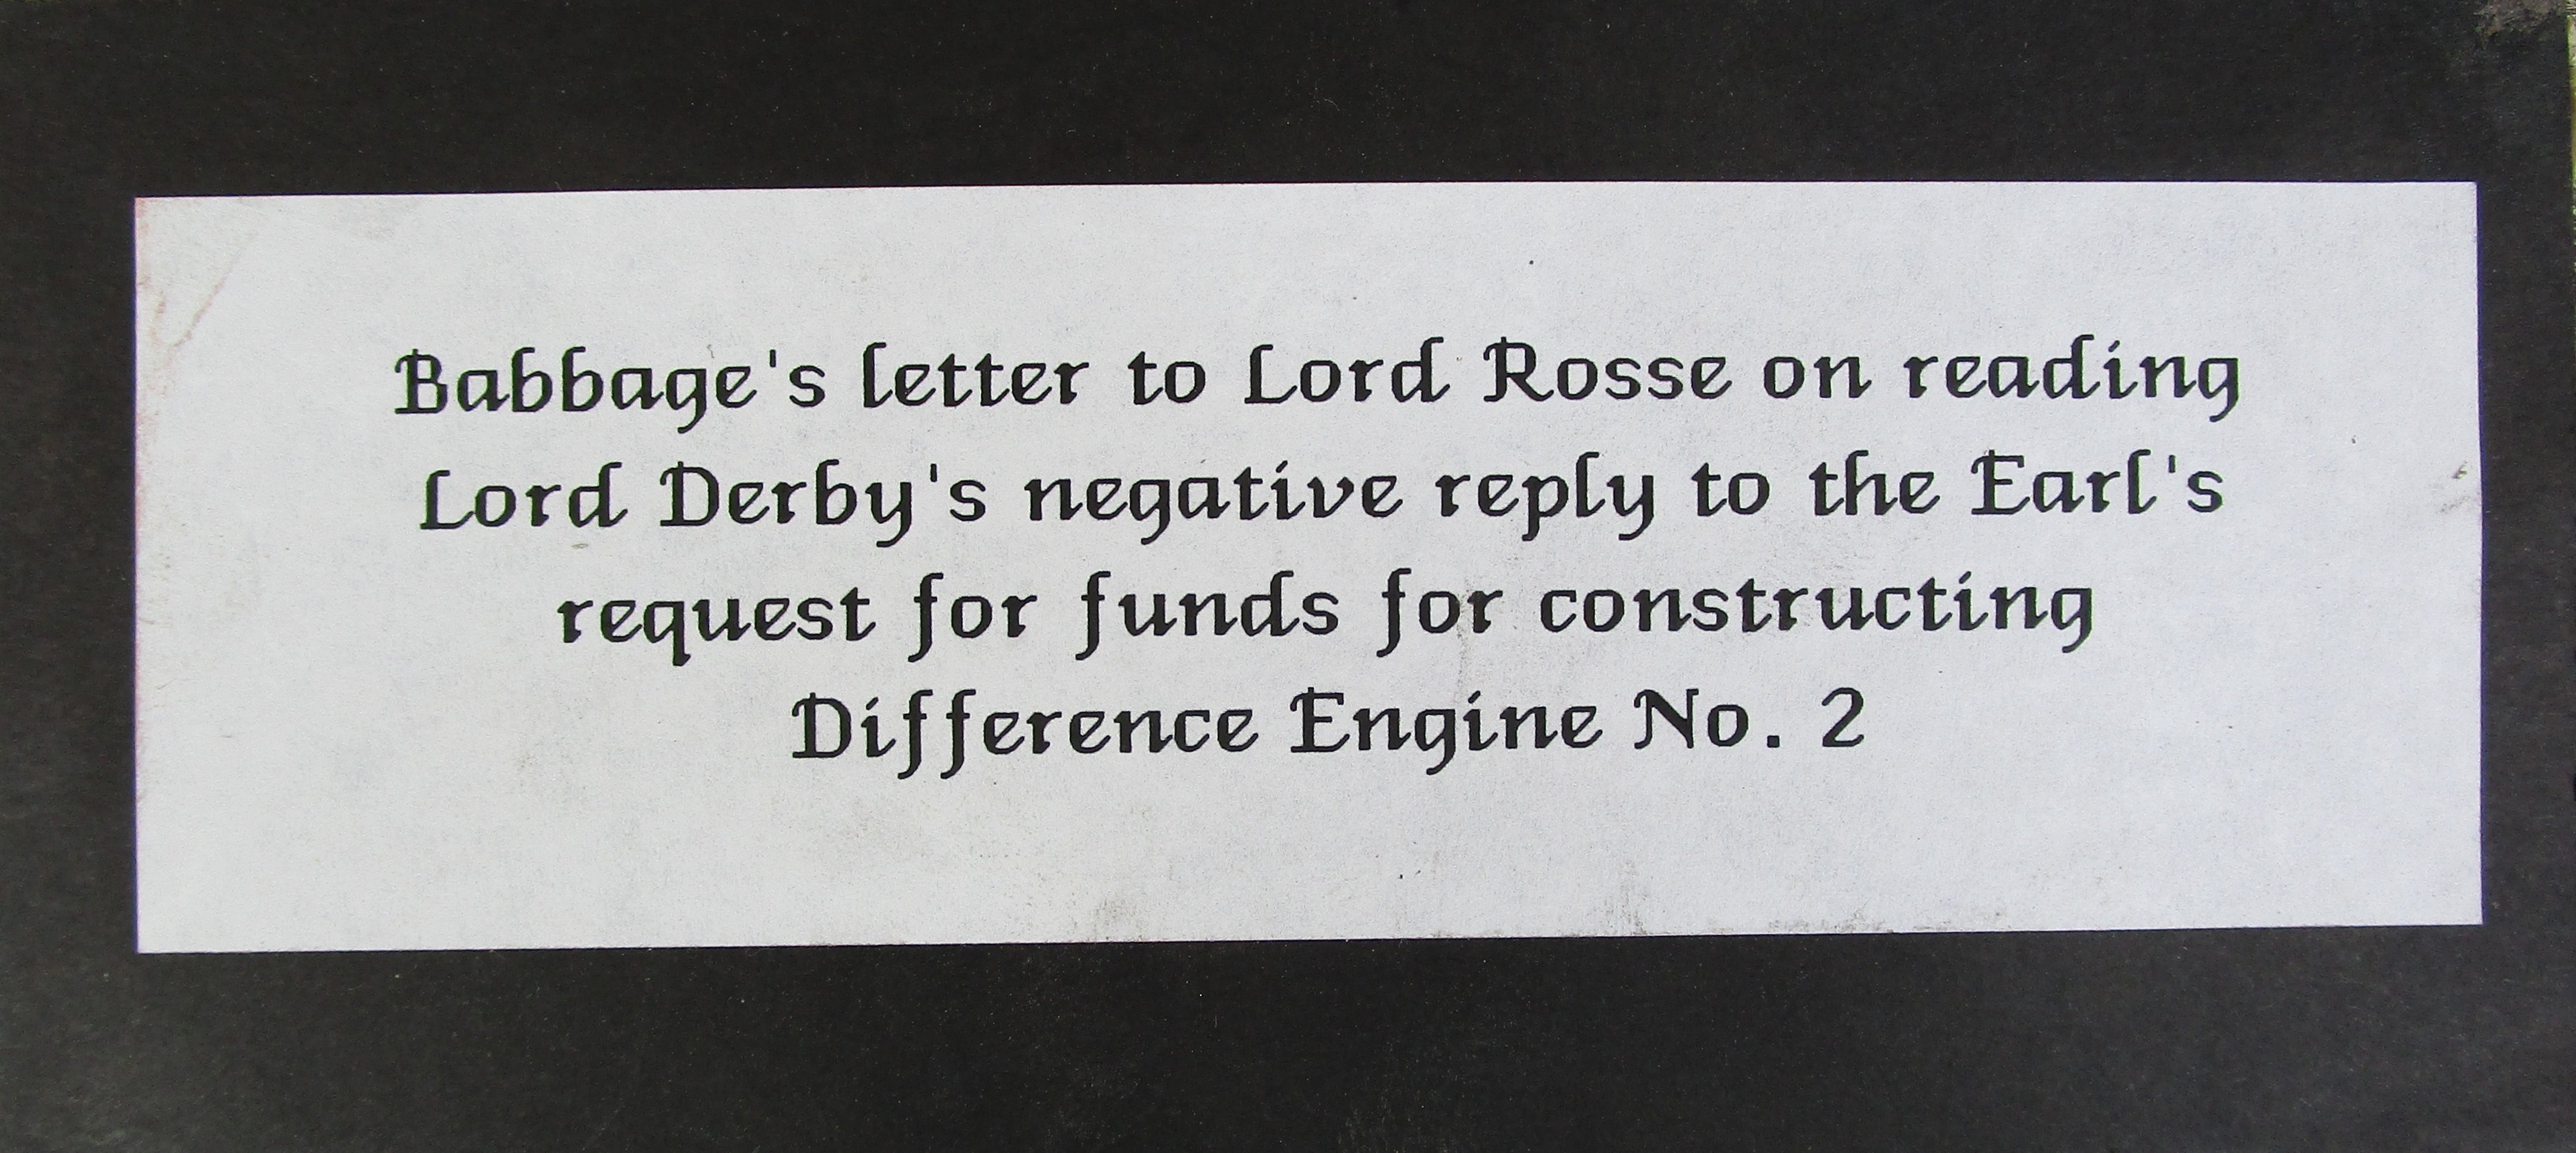 Babbage's letter to Lord Rosse on reading
Lord Derby's negative reply to the Earl's
request for funds for constructing
Difference Engine No. 2